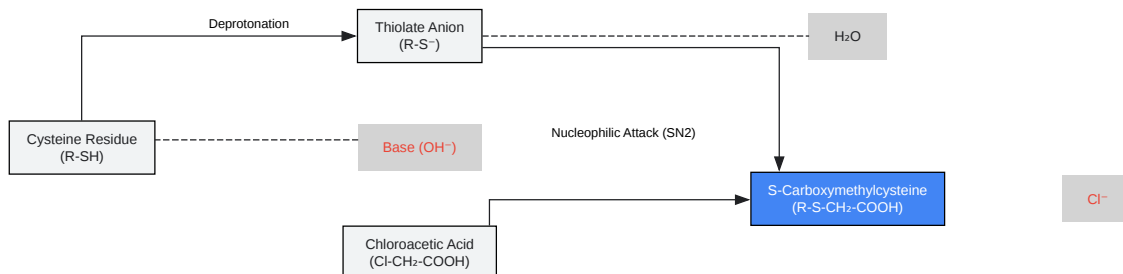 Deprotonation
Thiolate Anion
(R-S⁻)
H₂O
Cysteine Residue
(R-SH)
Base (OH⁻)
Nucleophilic Attack (SN2)
S-Carboxymethylcysteine
(R-S-CH₂-COOH)
Cl⁻
Chloroacetic Acid
(Cl-CH₂-COOH)